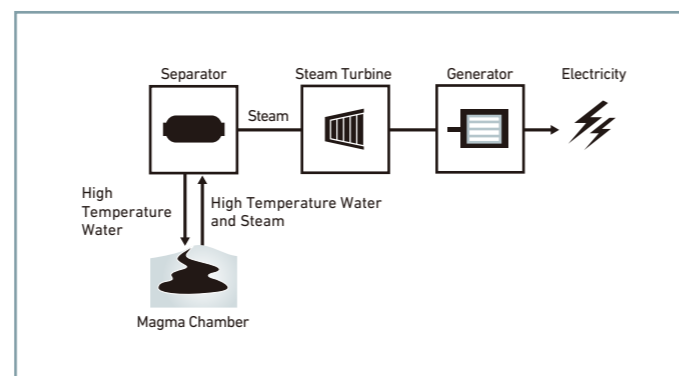 Separator
Steam Turbine
Generator
Electricity
Steam
High
Temperature
Water
High Temperature Water
and Steam
Magma Chamber